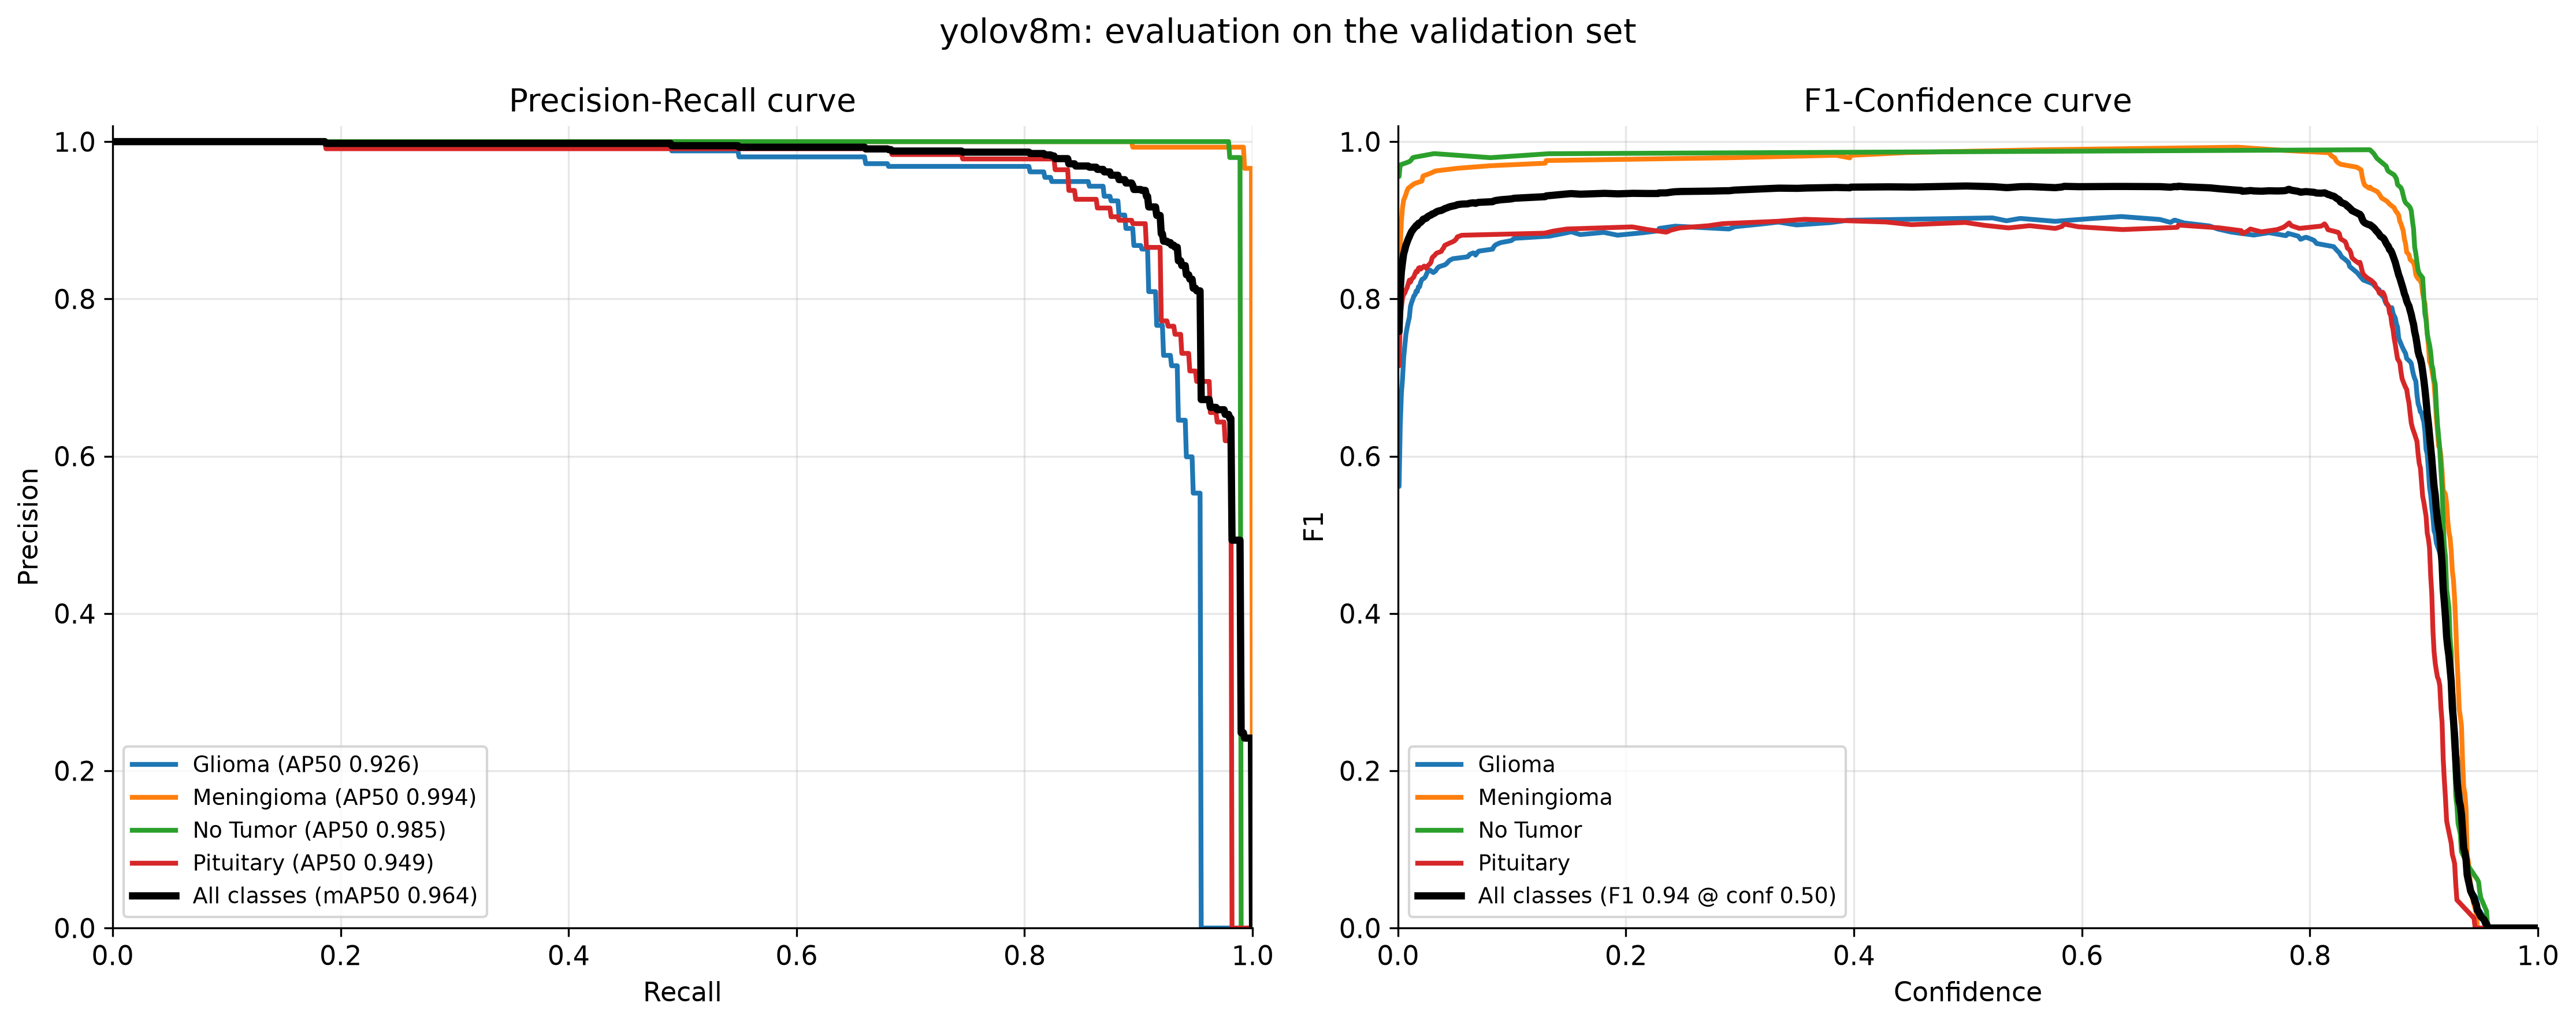 yolov8m: evaluation on the validation set
Precision-Recall curve
Precision
1.0
0.8
0.6
0.4
0.2
0.0
Glioma (AP50 0.926)
Meningioma (AP50 0.994)
No Tumor (AP50 0.985)
Pituitary (AP50 0.949)
All classes (mAP50 0.964)
0.0 0.2 0.4 0.6 0.8 1.0
Recall
F1-Confidence curve
F1
1.0
0.8
0.6
0.4
0.2
0.0
Glioma
Meningioma
No Tumor
Pituitary
All classes (F1 0.94 @ conf 0.50)
0.0 0.2 0.4 0.6 0.8 1.0
Confidence